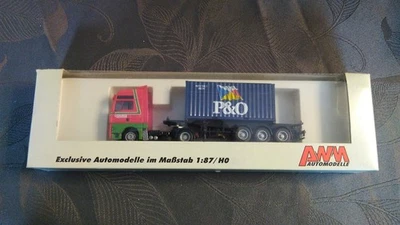 P&O
Exclusive Automodelle im Maßstab 1:87/H0
AWM
AUTOMODELLE